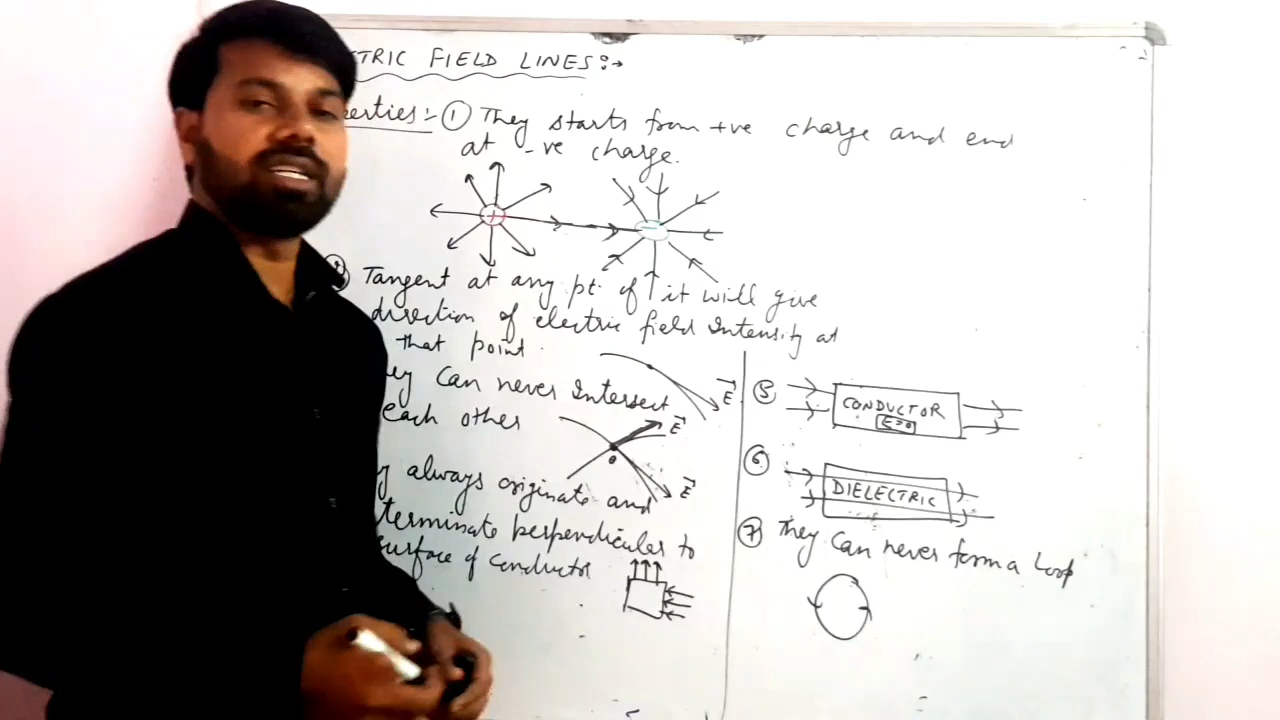 TRIC FIELD LINES:→
perties:- ① They starts from +ve charge and end
at -ve charge.
+
-
Tangent at any pt. of it will give
direction of electric field Intensity at
that point.
ey can never Intersect
each other
E
E
E
y always originate and
terminate perpendicular to
surface of conductor
⑤ CONDUCTOR
E=0
⑥ DIELECTRIC
⑦ They can never form a Loop